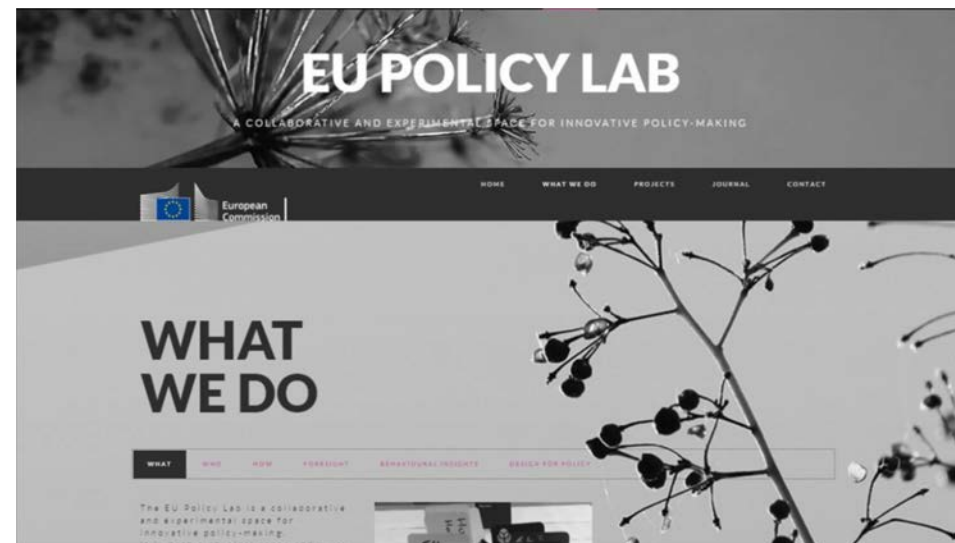 EU POLICY LAB
A COLLABORATIVE AND EXPERIMENTAL SPACE FOR INNOVATIVE POLICY-MAKING
HOME WHAT WE DO PROJECTS JOURNAL CONTACT
European
Commission
WHAT
WE DO
WHAT WHO HOW FORESIGHT BEHAVIOURAL INSIGHTS DESIGN FOR POLICY
The EU Policy Lab is a collaborative
and experimental space for
innovative policy-making.